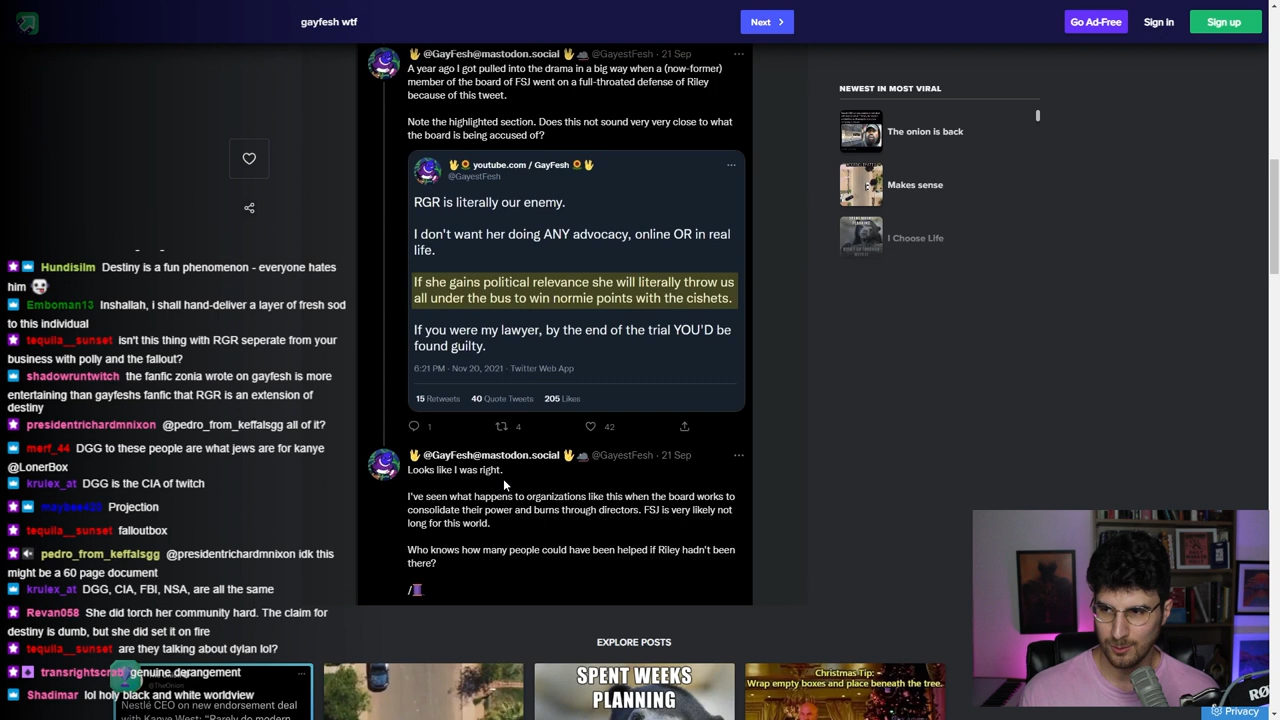 gayfesh wtf
Next
Go Ad-Free
Sign in
Sign up
@GayFesh@mastodon.social @GayestFesh · 21 Sep
A year ago I got pulled into the drama in a big way when a (now-former)
member of the board of FSJ went on a full-throated defense of Riley
because of this tweet.
Note the highlighted section. Does that sound very very close to what
the board is being accused of?
youtube.com / GayFesh
@GayestFesh
RGR is literally our enemy.
I don't want her doing ANY advocacy, online OR in real
life.
If she gains political relevance she will literally throw us
all under the bus to win normie points with the cishets.
If you were my lawyer, by the end of the trial YOU'D be
found guilty.
6:21 PM · Nov 20, 2021 · Twitter Web App
15 Retweets 40 Quote Tweets 205 Likes
1 4 42
@GayFesh@mastodon.social @GayestFesh · 21 Sep
Looks like I was right.
I've seen what happens to organizations like this when the board works to
consolidate their power and burns through directors. FSJ is very likely not
long for this world.
Who knows how many people could have been helped if Riley hadn't been
there?
/🧵
NEWEST IN MOST VIRAL
The onion is back
Makes sense
I Choose Life
Hundisilm Destiny is a fun phenomenon - everyone hates
him
Emboman13 Inshallah, i shall hand-deliver a layer of fresh sod
to this individual
tequila__sunset Isn't this thing with RGR seperate from your
business with polly and the fallout?
shadowruntwitch the fanfic zonia wrote on gayfesh is more
entertaining than gayfeshs fanfic that RGR is an extension of
destiny
presidentrichardmnixon @pedro_from_keffalsgg all of it?
merf_44 DGG to these people are what jews are for kanye
@LonerBox
krulex_at DGG is the CIA of twitch
maybee420 Projection
tequila__sunset falloutbox
pedro_from_keffalsgg @presidentrichardmnixon idk this
might be a 60 page document
krulex_at DGG, CIA, FBI, NSA, are all the same
Revan058 She did torch her community hard. The claim for
destiny is dumb, but she did set it on fire
tequila__sunset are they talking about dylan lol?
genuine derangement
Shadimar lol holy black and white worldview
EXPLORE POSTS
Nestlé CEO on new endorsement deal
with Kanye West: "Rarely do modern
SPENT WEEKS
PLANNING
Christmas Tip:
Wrap empty boxes and place beneath the tree.
Privacy